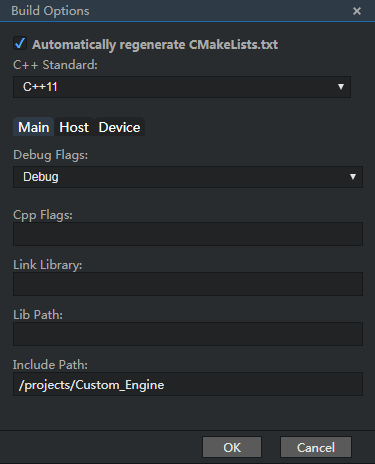 Build Options
Automatically regenerate CMakeLists.txt
C++ Standard:
C++11
Main Host Device
Debug Flags:
Debug
Cpp Flags:
Link Library:
Lib Path:
Include Path:
/projects/Custom_Engine
OK Cancel